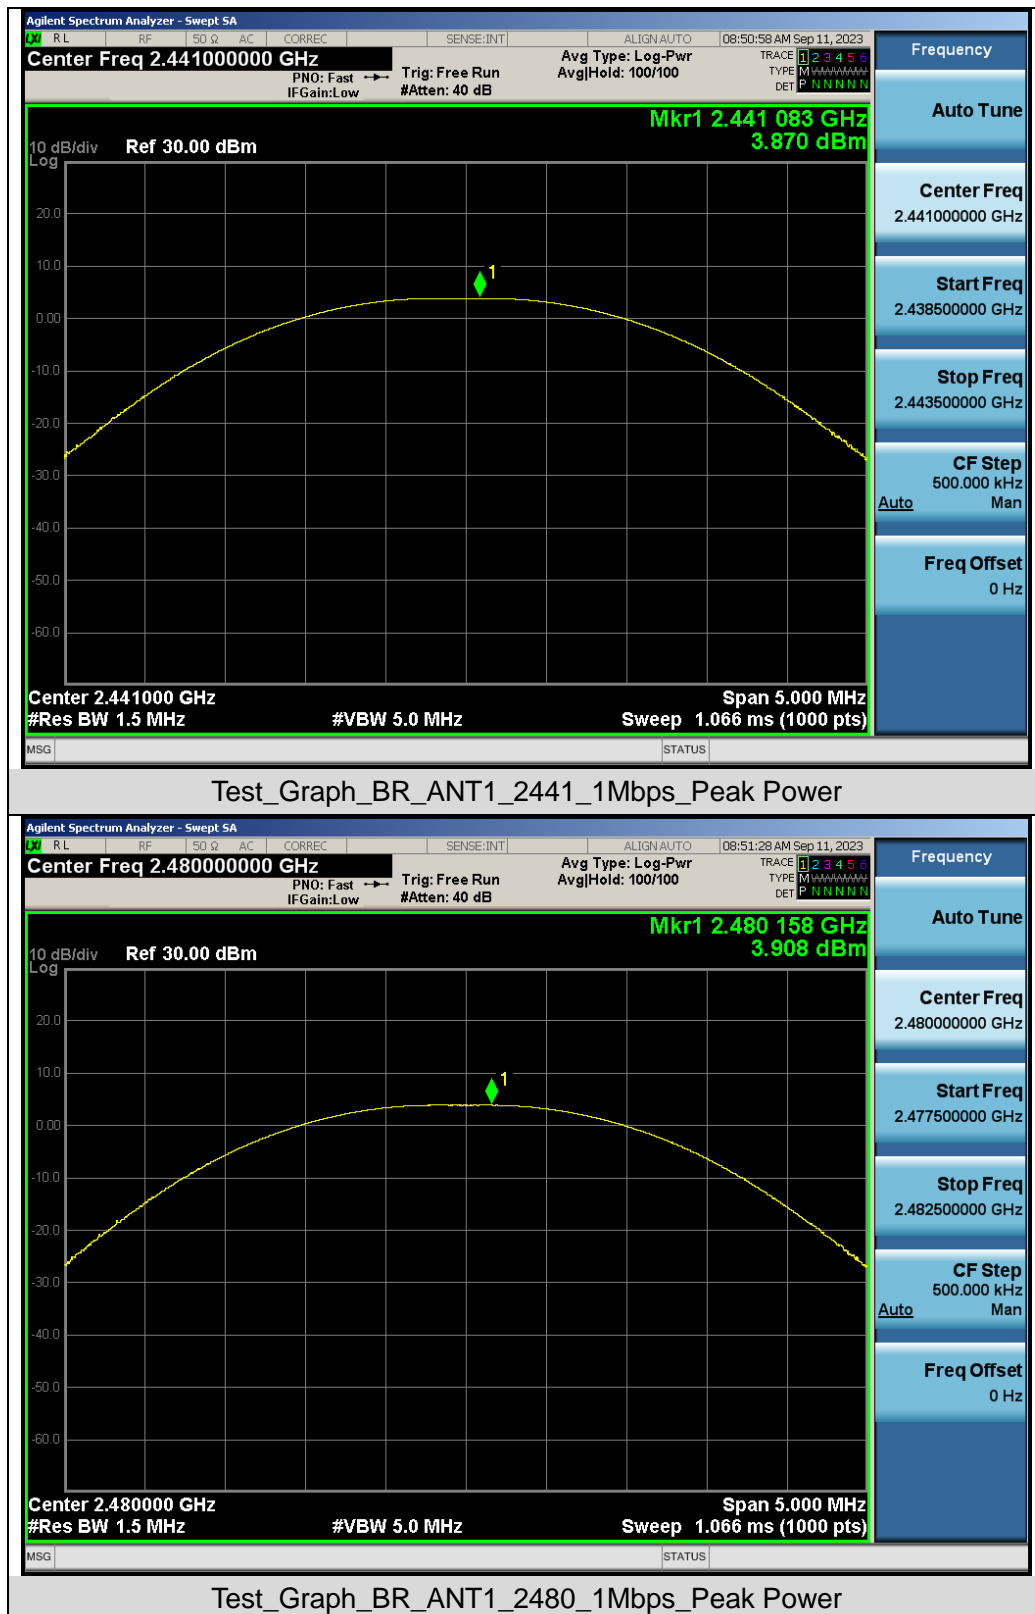 Agilent Spectrum Analyzer - Swept SA
LXI RL RF 50 Ω AC CORREC SENSE:INT ALIGN AUTO 08:50:58 AM Sep 11, 2023
Center Freq 2.441000000 GHz
PNO: Fast
IFGain:Low
Trig: Free Run
#Atten: 40 dB
Avg Type: Log-Pwr
Avg|Hold: 100/100
TRACE 1 2 3 4 5 6
TYPE M WWWWW
DET P N N N N N
Frequency
Mkr1 2.441 083 GHz
3.870 dBm
10 dB/div Ref 30.00 dBm
Log
20.0
10.0
1
0.00
-10.0
-20.0
-30.0
-40.0
-50.0
-60.0
Center 2.441000 GHz Span 5.000 MHz
#Res BW 1.5 MHz #VBW 5.0 MHz Sweep 1.066 ms (1000 pts)
MSG STATUS
Auto Tune
Center Freq
2.441000000 GHz
Start Freq
2.438500000 GHz
Stop Freq
2.443500000 GHz
CF Step
500.000 kHz
Auto Man
Freq Offset
0 Hz
Test_Graph_BR_ANT1_2441_1Mbps_Peak Power
Agilent Spectrum Analyzer - Swept SA
LXI RL RF 50 Ω AC CORREC SENSE:INT ALIGN AUTO 08:51:28 AM Sep 11, 2023
Center Freq 2.480000000 GHz
PNO: Fast
IFGain:Low
Trig: Free Run
#Atten: 40 dB
Avg Type: Log-Pwr
Avg|Hold: 100/100
TRACE 1 2 3 4 5 6
TYPE M WWWWW
DET P N N N N N
Frequency
Mkr1 2.480 158 GHz
3.908 dBm
10 dB/div Ref 30.00 dBm
Log
20.0
10.0
1
0.00
-10.0
-20.0
-30.0
-40.0
-50.0
-60.0
Center 2.480000 GHz Span 5.000 MHz
#Res BW 1.5 MHz #VBW 5.0 MHz Sweep 1.066 ms (1000 pts)
MSG STATUS
Auto Tune
Center Freq
2.480000000 GHz
Start Freq
2.477500000 GHz
Stop Freq
2.482500000 GHz
CF Step
500.000 kHz
Auto Man
Freq Offset
0 Hz
Test_Graph_BR_ANT1_2480_1Mbps_Peak Power